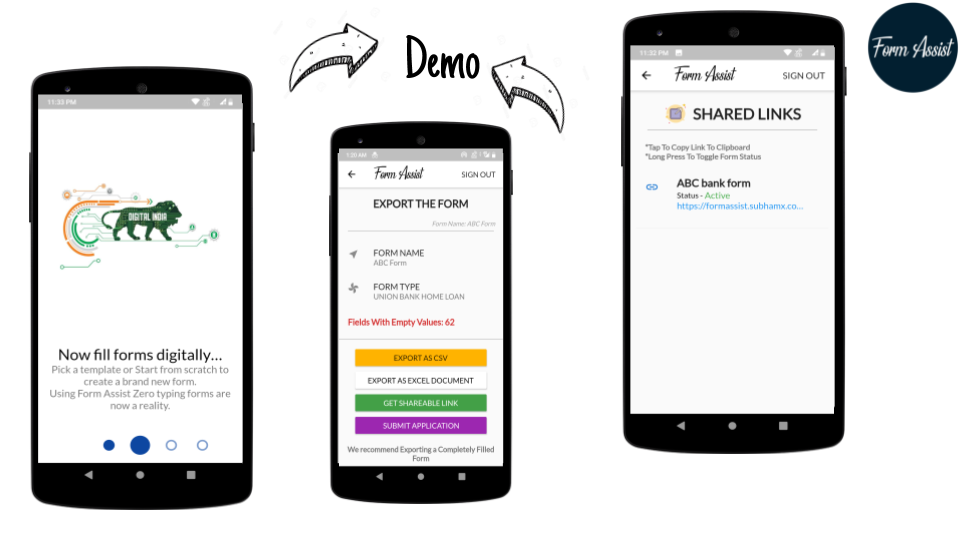 Demo
Form Assist
11:33 PM
DIGITAL INDIA
Now fill forms digitally...
Pick a template or Start from scratch to
create a brand new form.
Using Form Assist Zero typing forms are
now a reality.
1:20 AM
Form Assist
SIGN OUT
EXPORT THE FORM
Form Name: ABC Form
FORM NAME
ABC Form
FORM TYPE
UNION BANK HOME LOAN
Fields With Empty Values: 62
EXPORT AS CSV
EXPORT AS EXCEL DOCUMENT
GET SHAREABLE LINK
SUBMIT APPLICATION
We recommend Exporting a Completely Filled
Form
11:32 PM
Form Assist
SIGN OUT
SHARED LINKS
*Tap To Copy Link To Clipboard
*Long Press To Toggle Form Status
ABC bank form
Status - Active
https://formassist.subhamx.co...